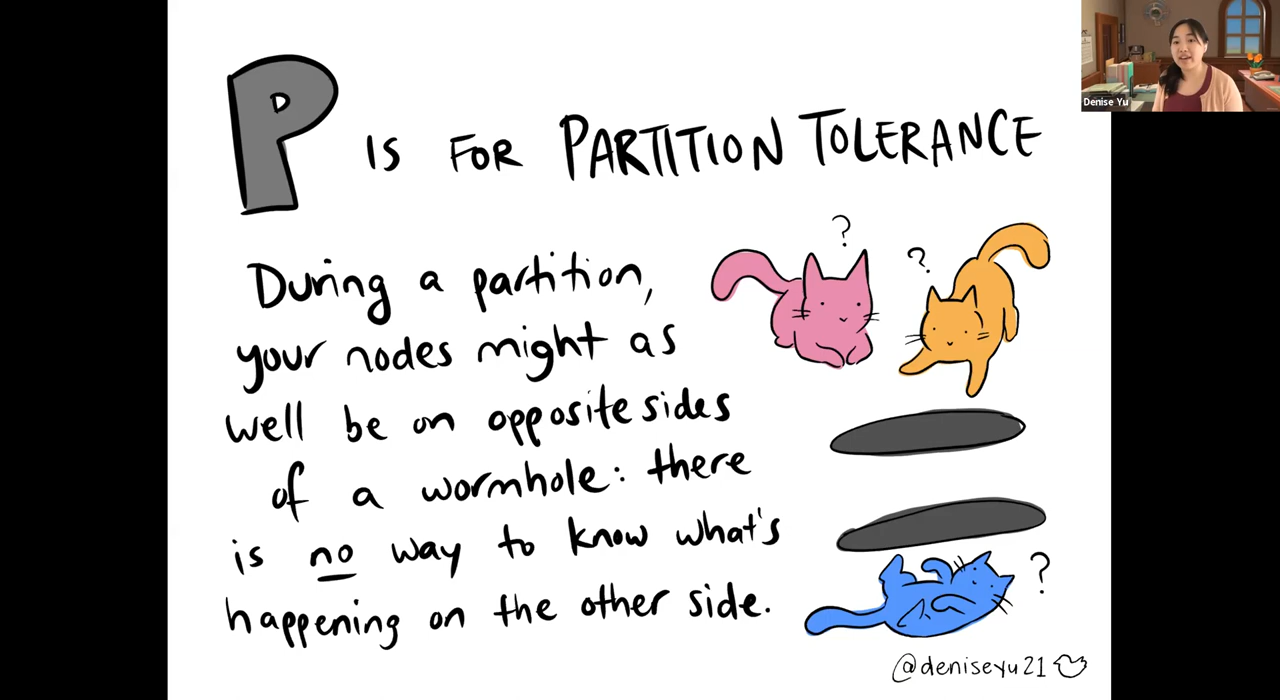 P IS FOR PARTITION TOLERANCE
During a partition,
your nodes might as
well be on opposite sides
of a wormhole: there
is no way to know what's
happening on the other side.
?
?
?
@deniseyu21
Denise Yu